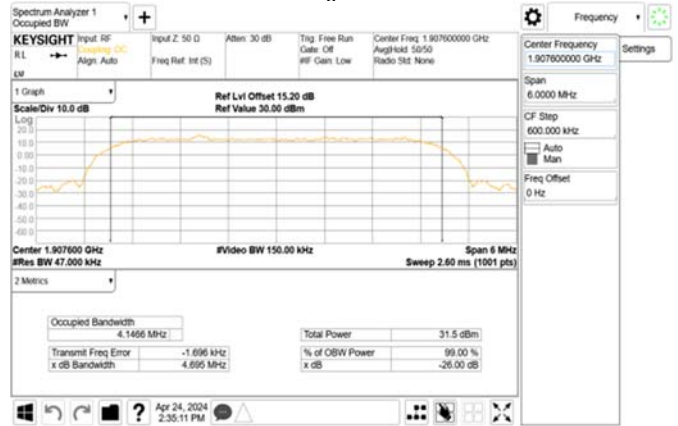 Spectrum Analyzer 1
Occupied BW
Frequency
KEYSIGHT
Input: RF
Input Z: 50 Ω
Atten: 30 dB
Trig: Free Run
Center Freq: 1.907600000 GHz
RL
Coupling: DC
Gate: Off
Avg|Hold: 50/50
Align: Auto
Freq Ref: Int (S)
#IF Gain: Low
Radio Std: None
Center Frequency
1.907600000 GHz
Settings
Span
6.0000 MHz
CF Step
600.000 kHz
Auto
Man
Freq Offset
0 Hz
1 Graph
Ref Lvl Offset 15.20 dB
Scale/Div 10.0 dB
Ref Value 30.00 dBm
Log
20.0
10.0
0.00
-10.0
-20.0
-30.0
-40.0
-50.0
-60.0
Center 1.907600 GHz
#Video BW 150.00 kHz
Span 6 MHz
#Res BW 47.000 kHz
Sweep 2.60 ms (1001 pts)
2 Metrics
Occupied Bandwidth
4.1466 MHz
Total Power
31.5 dBm
Transmit Freq Error
-1.696 kHz
% of OBW Power
99.00 %
x dB Bandwidth
4.695 MHz
x dB
-26.00 dB
?
Apr 24, 2024
2:35:11 PM